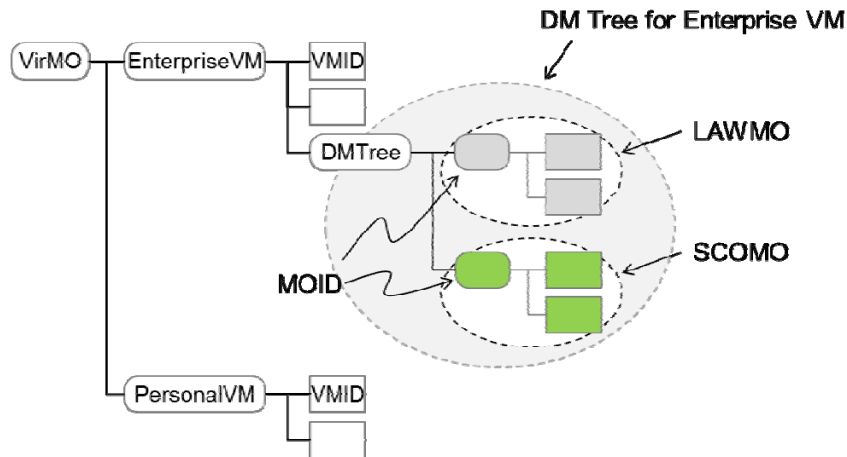 DM Tree for Enterprise VM
VirMO
EnterpriseVM
VMID
DMTree
LAWMO
MOID
SCOMO
PersonalVM
VMID